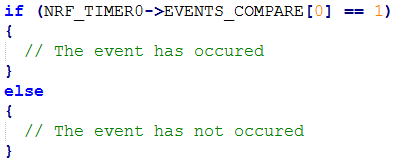 if (NRF_TIMER0->EVENTS_COMPARE[0] == 1)
{
// The event has occured
}
else
{
// The event has not occured
}